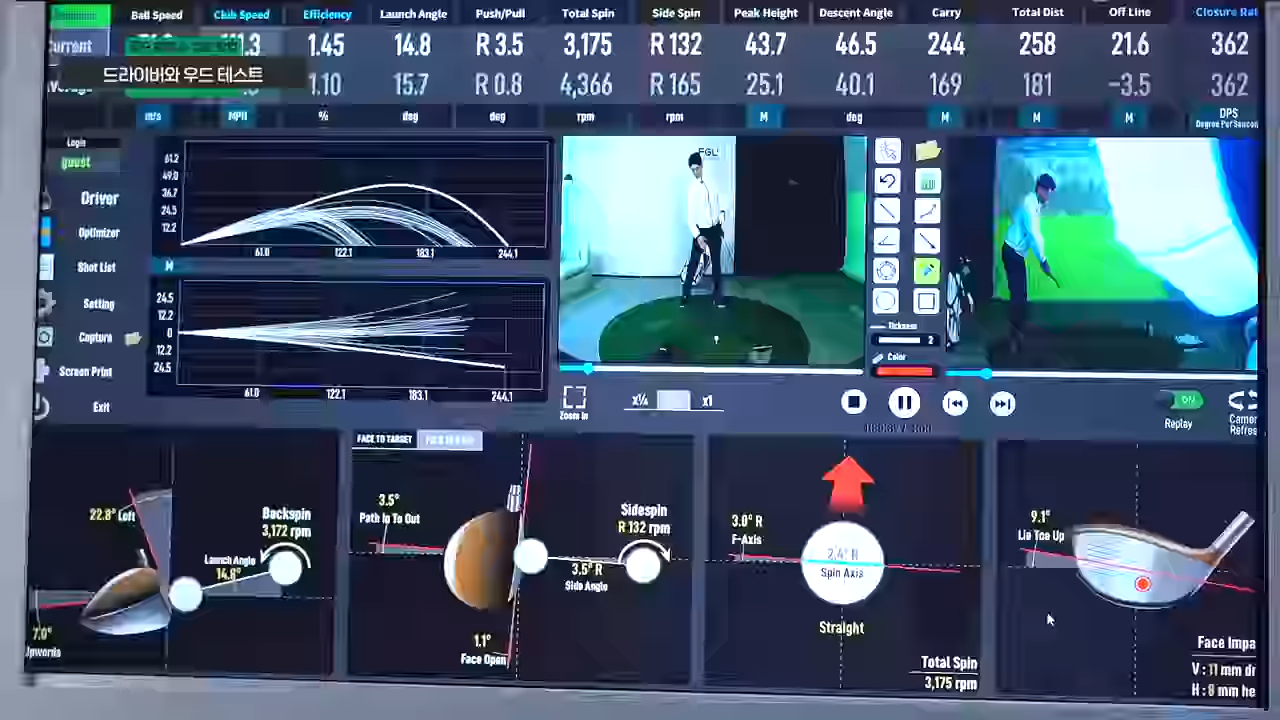 Ball Speed Club Speed Efficiency Launch Angle Push/Pull Total Spin Side Spin Peak Height Descent Angle Carry Total Dist Off Line Closure Rat
Current 1.45 14.8 R 3.5 3,175 R 132 43.7 46.5 244 258 21.6 362
드라이버와 우드 테스트
1.10 15.7 R 0.8 4,366 R 165 25.1 40.1 169 181 -3.5 362
m/s MPH % deg deg rpm rpm M deg M M M DPS
Degree Per Second
Login
guest
Driver
Optimizer
Shot List
Setting
Capture
Screen Print
Exit
61.2
49.0
36.7
24.5
12.2
61.0 122.1 183.1 244.1
M
24.5
12.2
0
12.2
24.5
61.0 122.1 183.1 244.1
FGL
Tickness
2
Color
Zoom In
x¼ x1
ON
Replay
Camer
Refres
22.8° Left
Backspin
3,172 rpm
Launch Angle
14.8°
7.0°
Upwards
FACE TO TARGET
3.5°
Path In To Out
Sidespin
R 132 rpm
3.5° R
Side Angle
1.1°
Face Open
3.0° R
F-Axis
2.4° R
Spin Axis
Straight
Total Spin
3,175 rpm
9.1°
Lie Toe Up
Face Impa
V : 11 mm
H : 8 mm he